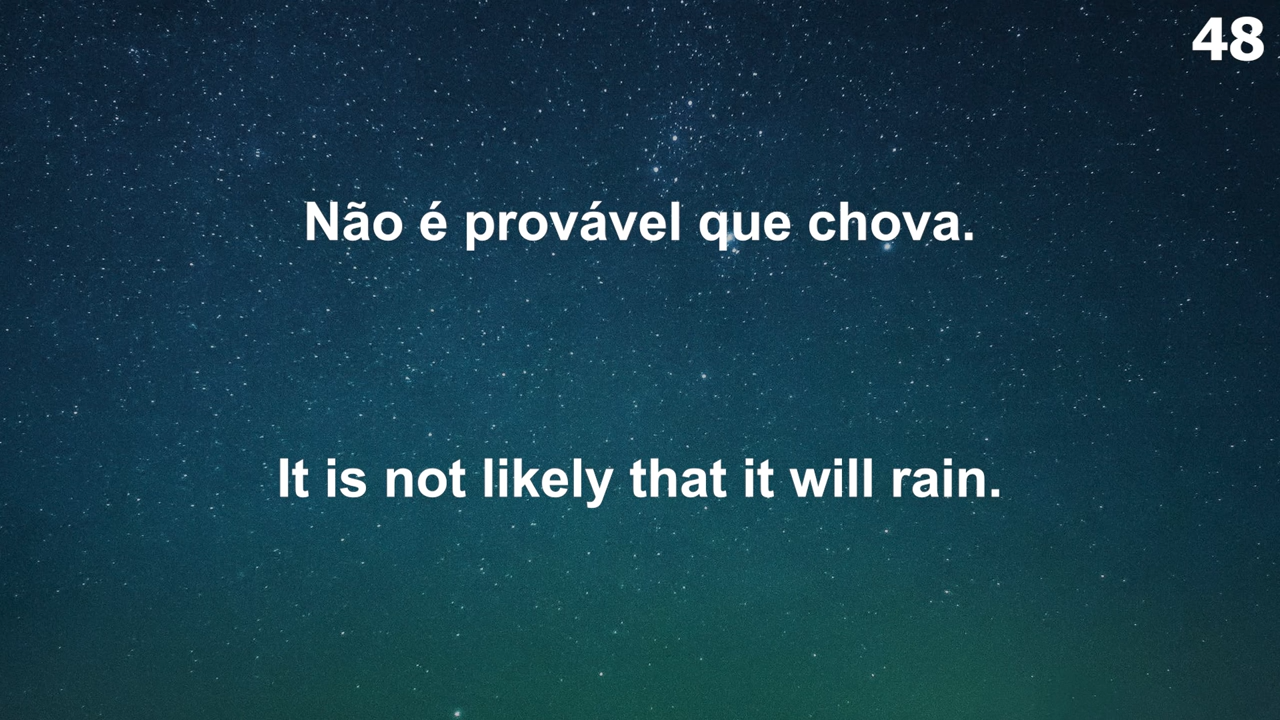 48
Não é provável que chova.
It is not likely that it will rain.